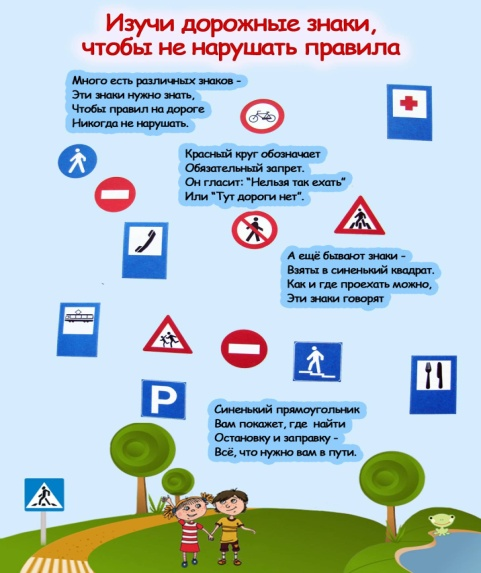 Изучи дорожные знаки,
чтобы не нарушать правила
Много есть различных знаков -
Эти знаки нужно знать,
Чтобы правил на дороге
Никогда не нарушать.
Красный круг обозначает
Обязательный запрет.
Он гласит: "Нельзя так ехать"
Или "Тут дороги нет".
А ещё бывают знаки -
Взяты в синенький квадрат.
Как и где проехать можно,
Эти знаки говорят
P
Синенький прямоугольник
Вам покажет, где найти
Остановку и заправку -
Всё, что нужно вам в пути.